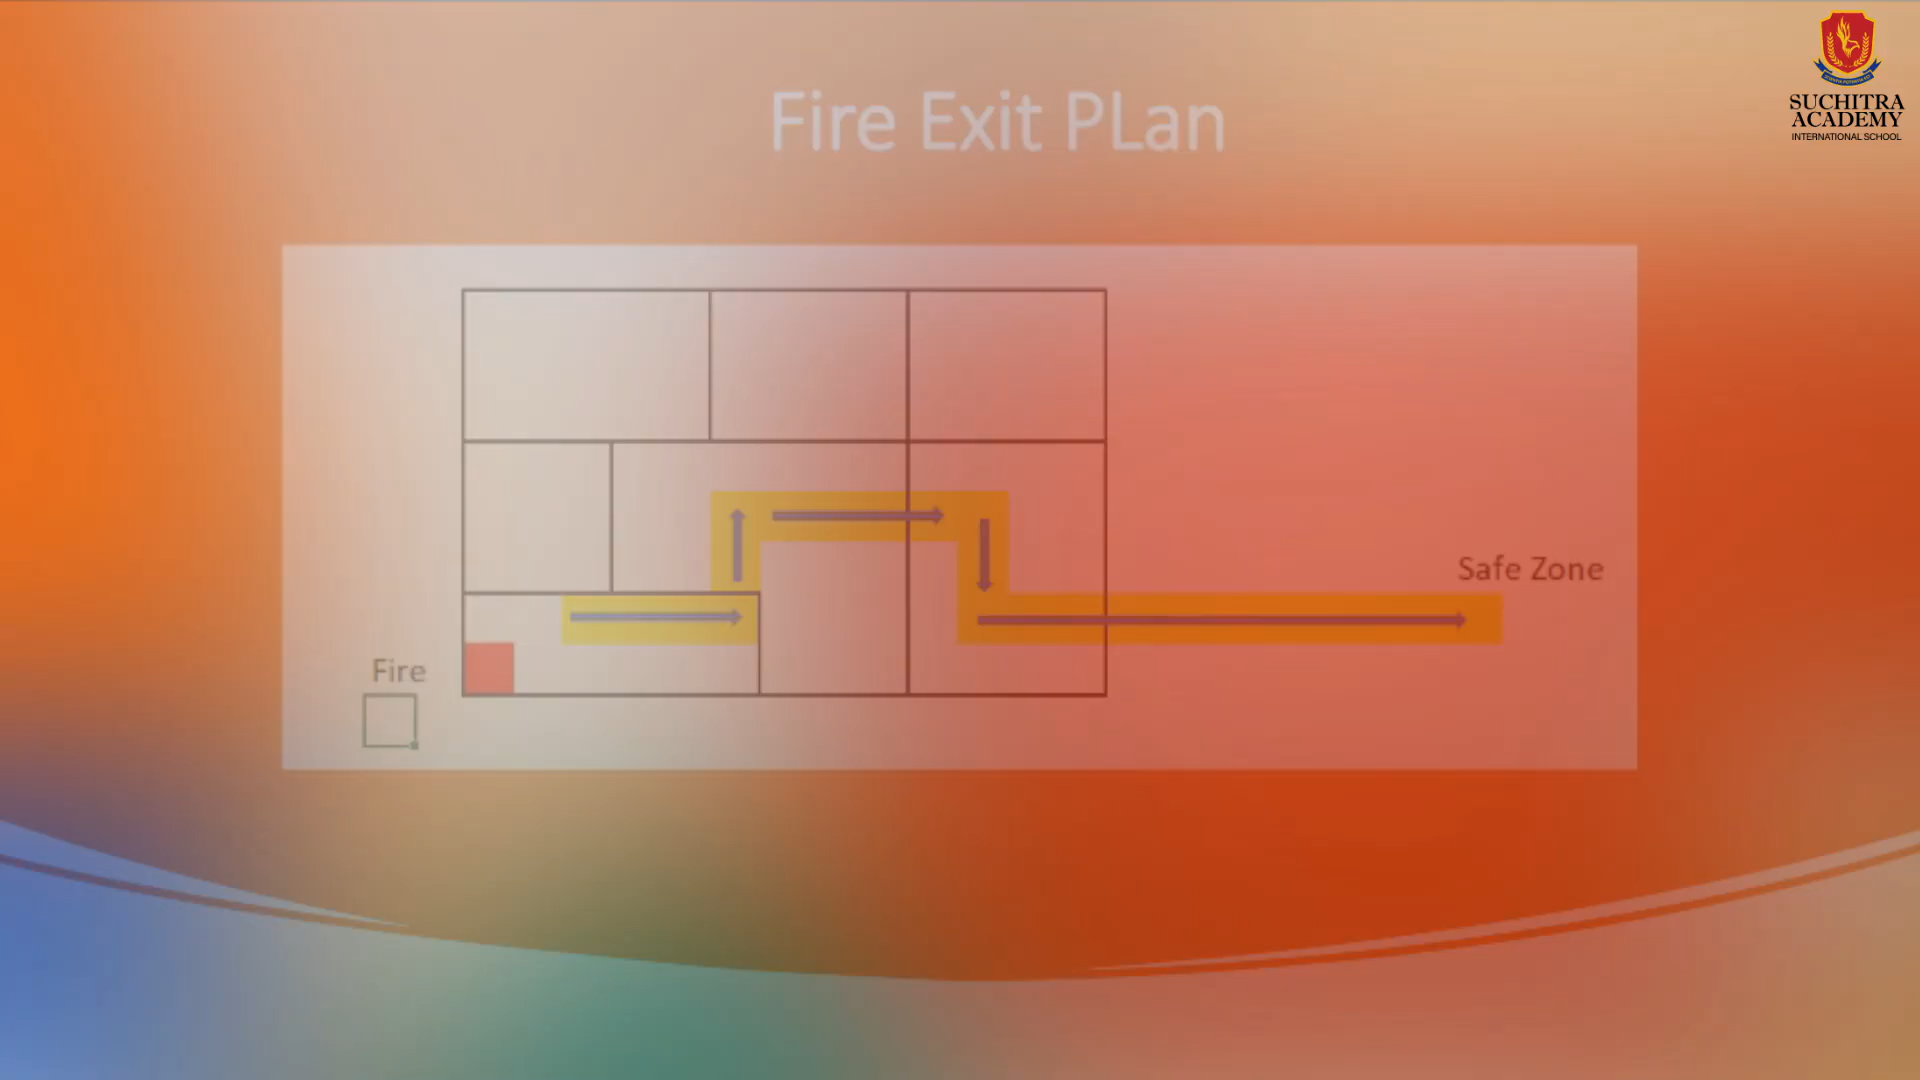 Fire Exit PLan
SUCHITRA
ACADEMY
INTERNATIONAL SCHOOL
Safe Zone
Fire